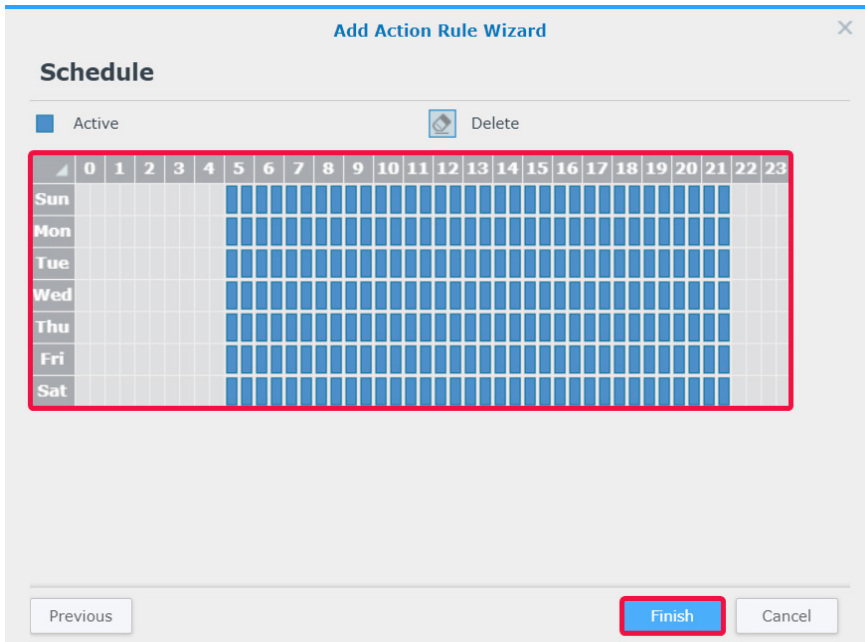 Add Action Rule Wizard
Schedule
Active Delete
0 1 2 3 4 5 6 7 8 9 10 11 12 13 14 15 16 17 18 19 20 21 22 23
Sun
Mon
Tue
Wed
Thu
Fri
Sat
Previous Finish Cancel